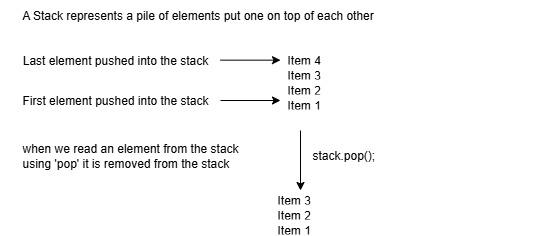 A Stack represents a pile of elements put one on top of each other
Last element pushed into the stack
Item 4
Item 3
Item 2
First element pushed into the stack
Item 1
when we read an element from the stack
using 'pop' it is removed from the stack
stack.pop();
Item 3
Item 2
Item 1